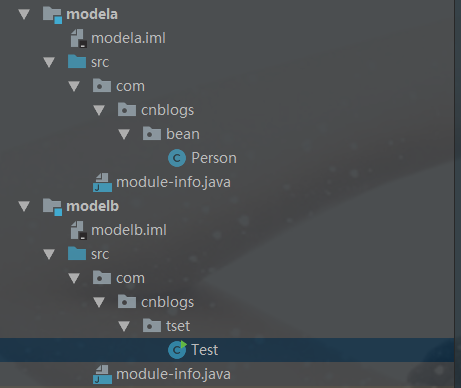 modela
modela.iml
src
com
cnblogs
bean
Person
module-info.java
modelb
modelb.iml
src
com
cnblogs
tset
Test
module-info.java